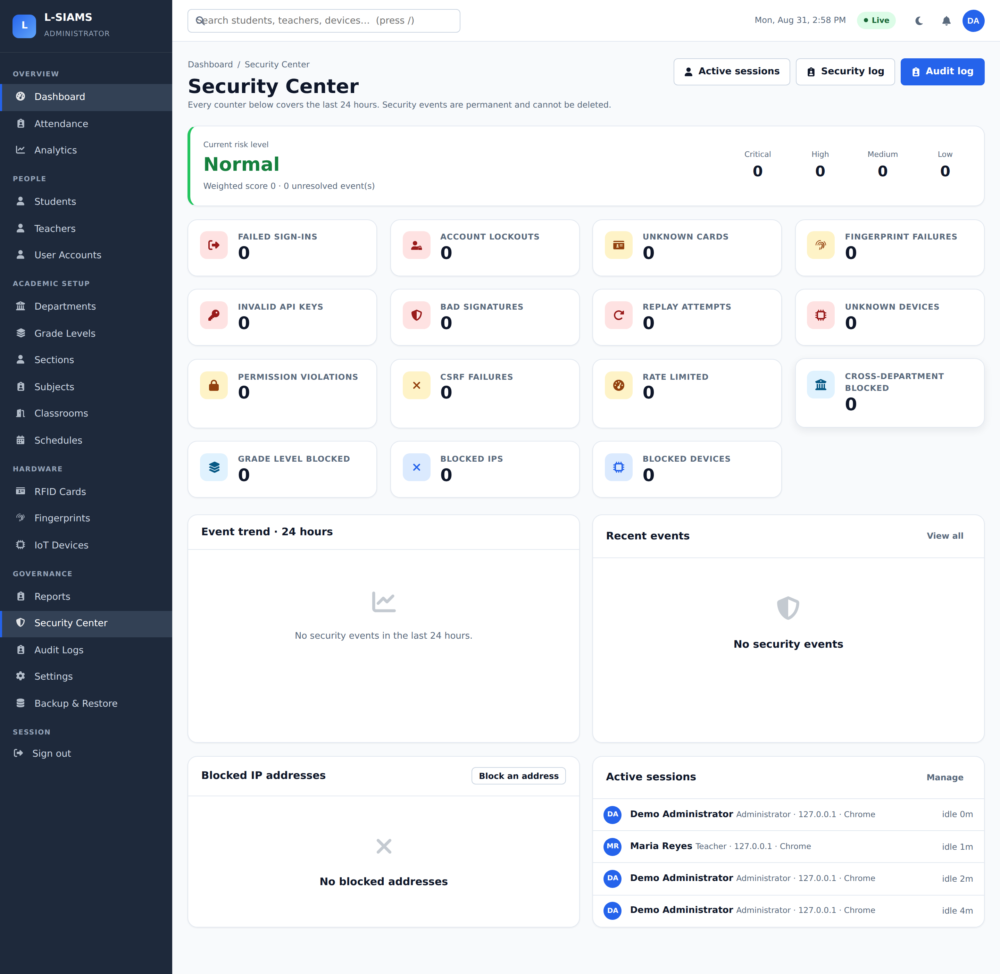 L
L-SIAMS
ADMINISTRATOR
OVERVIEW
Dashboard
Attendance
Analytics
PEOPLE
Students
Teachers
User Accounts
ACADEMIC SETUP
Departments
Grade Levels
Sections
Subjects
Classrooms
Schedules
HARDWARE
RFID Cards
Fingerprints
IoT Devices
GOVERNANCE
Reports
Security Center
Audit Logs
Settings
Backup & Restore
SESSION
Sign out
Search students, teachers, devices... (press /)
Mon, Aug 31, 2:58 PM
Live
DA
Dashboard / Security Center
Security Center
Every counter below covers the last 24 hours. Security events are permanent and cannot be deleted.
Active sessions
Security log
Audit log
Current risk level
Normal
Weighted score 0 · 0 unresolved event(s)
Critical
0
High
0
Medium
0
Low
0
FAILED SIGN-INS
0
ACCOUNT LOCKOUTS
0
UNKNOWN CARDS
0
FINGERPRINT FAILURES
0
INVALID API KEYS
0
BAD SIGNATURES
0
REPLAY ATTEMPTS
0
UNKNOWN DEVICES
0
PERMISSION VIOLATIONS
0
CSRF FAILURES
0
RATE LIMITED
0
CROSS-DEPARTMENT
BLOCKED
0
GRADE LEVEL BLOCKED
0
BLOCKED IPS
0
BLOCKED DEVICES
0
Event trend · 24 hours
No security events in the last 24 hours.
Recent events
View all
No security events
Blocked IP addresses
Block an address
No blocked addresses
Active sessions
Manage
DA Demo Administrator Administrator · 127.0.0.1 · Chrome idle 0m
MR Maria Reyes Teacher · 127.0.0.1 · Chrome idle 1m
DA Demo Administrator Administrator · 127.0.0.1 · Chrome idle 2m
DA Demo Administrator Administrator · 127.0.0.1 · Chrome idle 4m